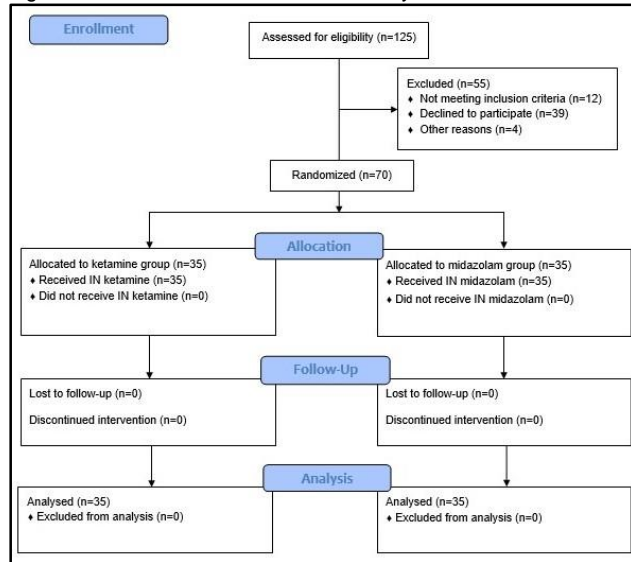 Enrollment
Assessed for eligibility (n=125)
Excluded (n=55)
♦ Not meeting inclusion criteria (n=12)
♦ Declined to participate (n=39)
♦ Other reasons (n=4)
Randomized (n=70)
Allocation
Allocated to ketamine group (n=35)
♦ Received IN ketamine (n=35)
♦ Did not receive IN ketamine (n=0)
Allocated to midazolam group (n=35)
♦ Received IN midazolam (n=35)
♦ Did not receive IN midazolam (n=0)
Follow-Up
Lost to follow-up (n=0)
Discontinued intervention (n=0)
Lost to follow-up (n=0)
Discontinued intervention (n=0)
Analysis
Analysed (n=35)
♦ Excluded from analysis (n=0)
Analysed (n=35)
♦ Excluded from analysis (n=0)